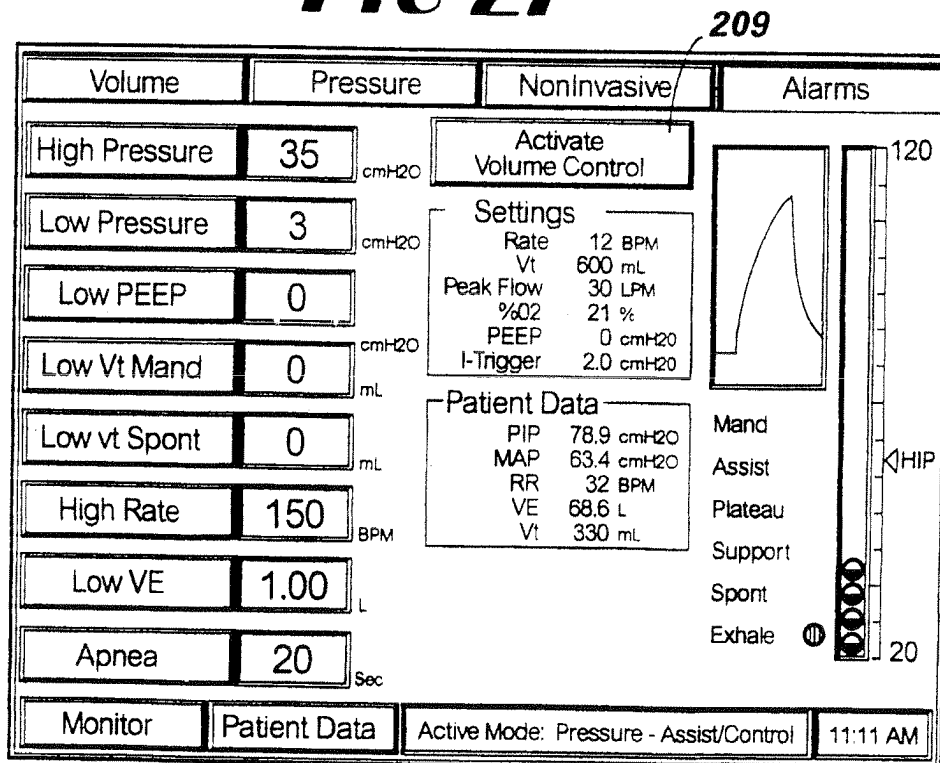 209
Volume Pressure NonInvasive Alarms
High Pressure 35 cmH2O
Low Pressure 3 cmH2O
Low PEEP 0 cmH2O
Low Vt Mand 0 mL
Low vt Spont 0 mL
High Rate 150 BPM
Low VE 1.00 L
Apnea 20 Sec
Activate
Volume Control
Settings
Rate 12 BPM
Vt 600 mL
Peak Flow 30 LPM
%02 21 %
PEEP 0 cmH20
I-Trigger 2.0 cmH20
Patient Data
PIP 78.9 cmH2O
MAP 63.4 cmH2O
RR 32 BPM
VE 68.6 L
Vt 330 mL
Mand
Assist
Plateau
Support
Spont
Exhale
120
HIP
20
Monitor Patient Data Active Mode: Pressure - Assist/Control 11:11 AM